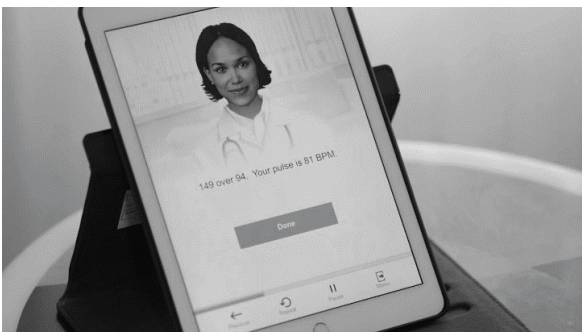 149 over 94. Your pulse is 81 BPM.
Done
Previous
Repeat
Pause
Menu